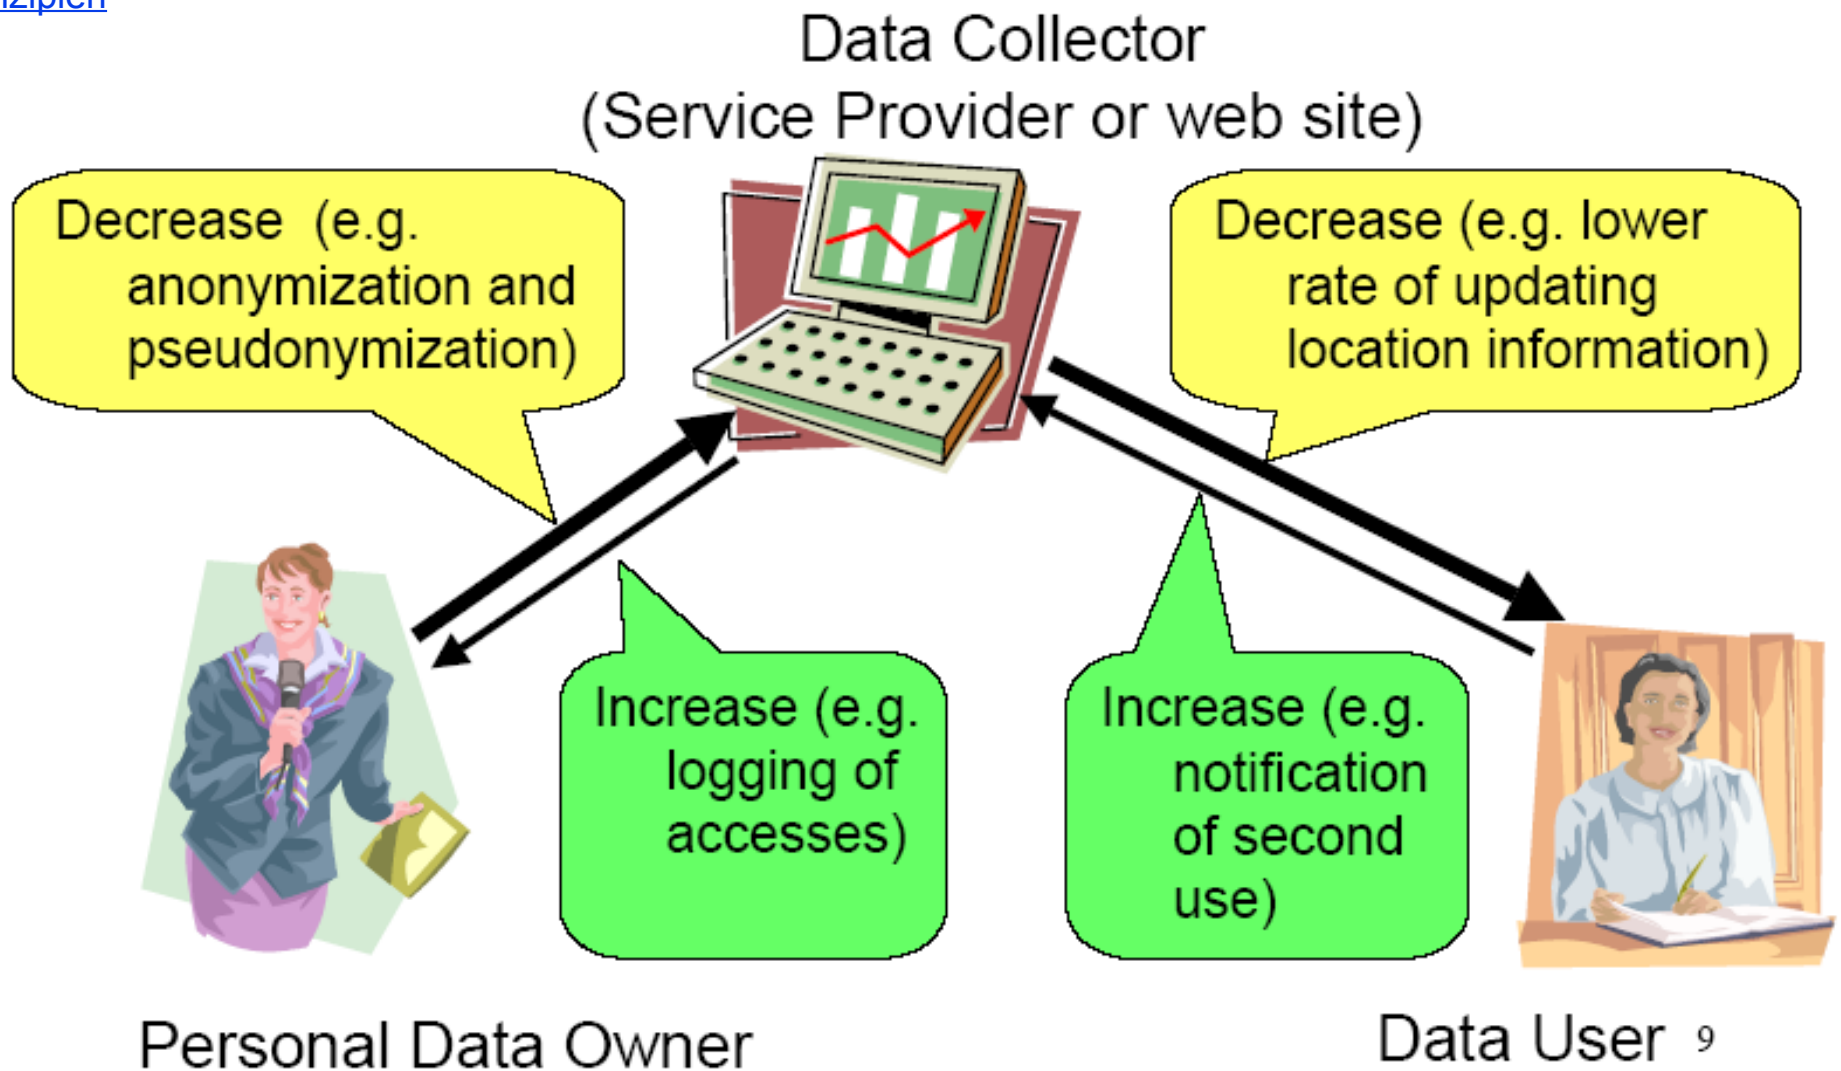 Data Collector
(Service Provider or web site)
Decrease (e.g.
anonymization and
pseudonymization)
Decrease (e.g. lower
rate of updating
location information)
Increase (e.g.
logging of
accesses)
Increase (e.g.
notification
of second
use)
Personal Data Owner
Data User 9